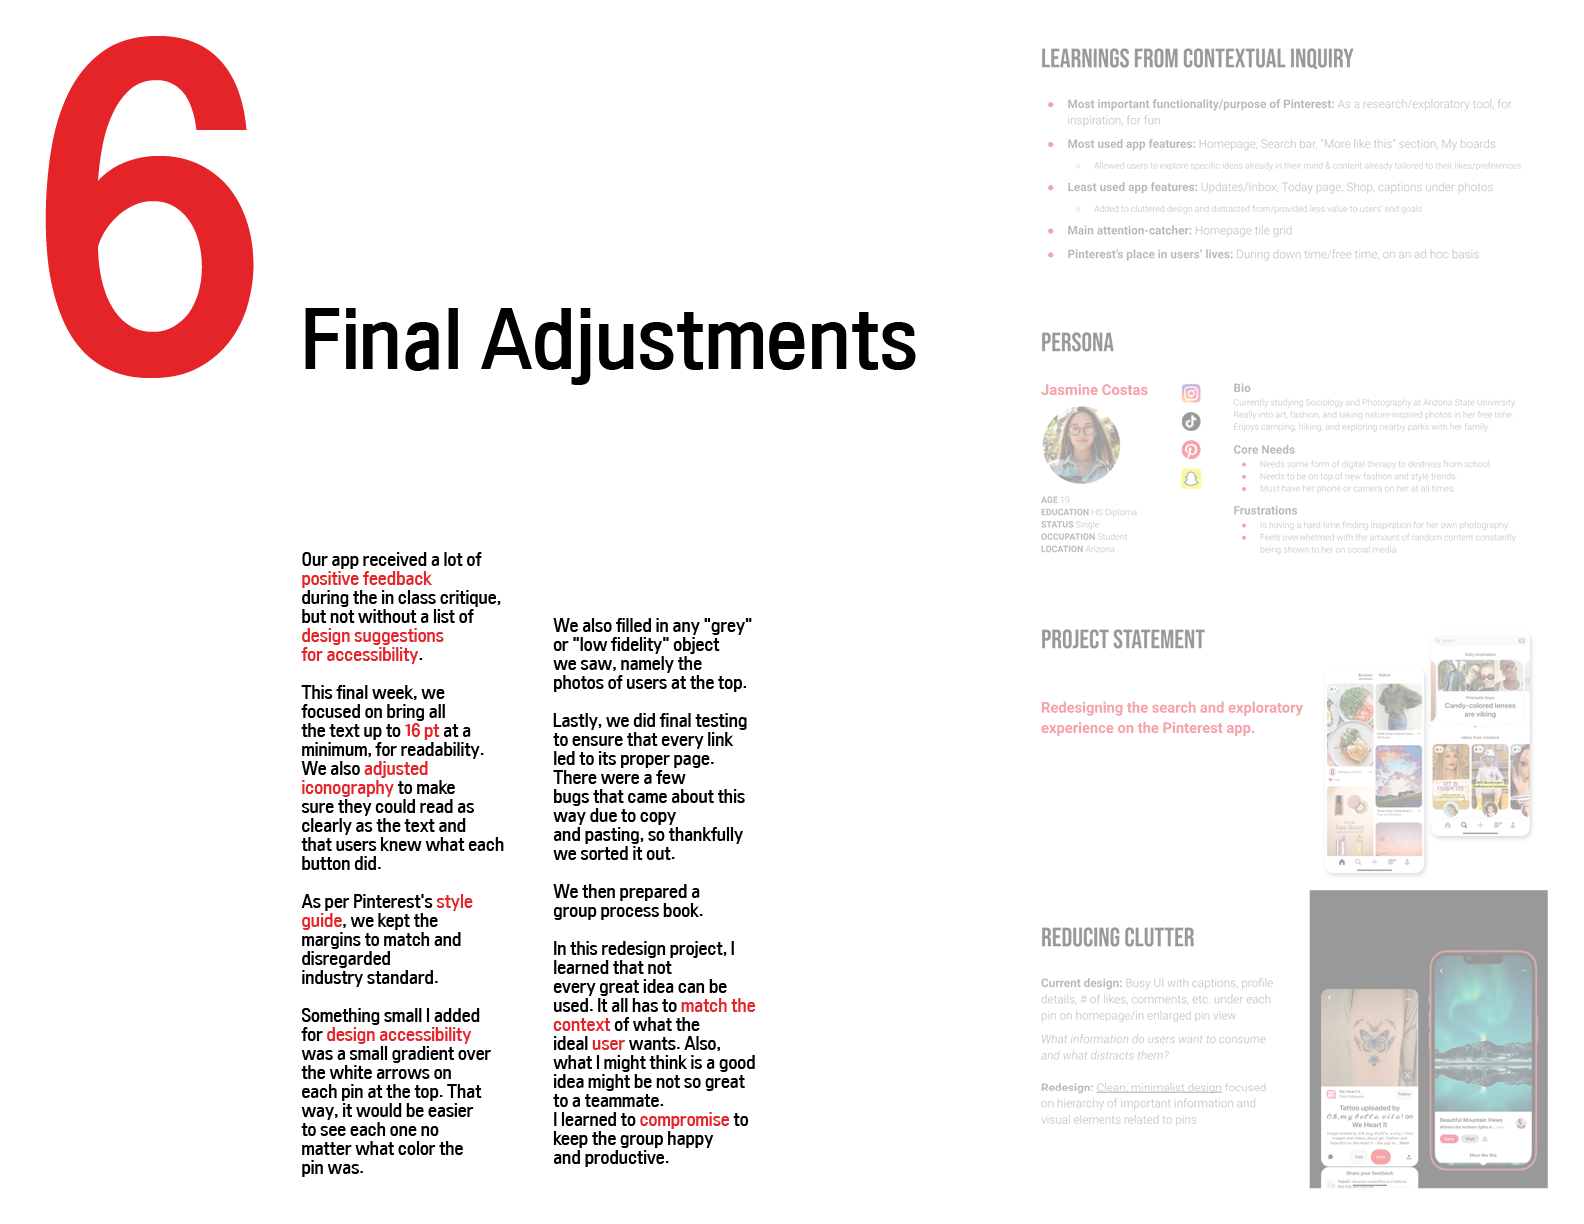 6
Final Adjustments
Our app received a lot of
positive feedback
during the in class critique,
but not without a list of
design suggestions
for accessibility.
This final week, we
focused on bring all
the text up to 16 pt at a
minimum, for readability.
We also adjusted
iconography to make
sure they could read as
clearly as the text and
that users knew what each
button did.
As per Pinterest's style
guide, we kept the
margins to match and
disregarded
industry standard.
Something small I added
for design accessibility
was a small gradient over
the white arrows on
each pin at the top. That
way, it would be easier
to see each one no
matter what color the
pin was.
We also filled in any "grey"
or "low fidelity" object
we saw, namely the
photos of users at the top.
Lastly, we did final testing
to ensure that every link
led to its proper page.
There were a few
bugs that came about this
way due to copy
and pasting, so thankfully
we sorted it out.
We then prepared a
group process book.
In this redesign project, I
learned that not
every great idea can be
used. It all has to match the
context of what the
ideal user wants. Also,
what I might think is a good
idea might be not so great
to a teammate.
I learned to compromise to
keep the group happy
and productive.
LEARNINGS FROM CONTEXTUAL INQUIRY
Most important functionality/purpose of Pinterest: As a research/exploratory tool, for
inspiration, for fun
Most used app features: Homepage, Search bar, “More like this” section, My boards
Allowed users to explore specific ideas already in their mind & content already tailored to their likes/preferences.
Least used app features: Updates/Inbox, Today page, Shop, captions under photos
Added to cluttered design and distracted from/provided less value to users’ end goals
Main attention-catcher: Homepage tile grid
Pinterest’s place in users’ lives: During down time/free time, on an ad hoc basis
PERSONA
Jasmine Costas
AGE 19
EDUCATION HS Diploma
STATUS Single
OCCUPATION Student
LOCATION Arizona
Bio
Currently studying Sociology and Photography at Arizona State University.
Really into art, fashion, and taking nature-inspired photos in her free time.
Enjoys camping, hiking, and exploring nearby parks with her family.
Core Needs
Needs some form of digital therapy to destress from school.
Needs to be on top of new fashion and style trends.
Must have her phone or camera on her at all times.
Frustrations
Is having a hard time finding inspiration for her own photography.
Feels overwhelmed with the amount of random content constantly
being shown to her on social media.
PROJECT STATEMENT
Redesigning the search and exploratory
experience on the Pinterest app.
Browse Watch
Search
Daily Inspiration
Prismatic hues
Candy-colored lenses
are vibing
Ideas from creators
REDUCING CLUTTER
Current design: Busy UI with captions, profile
details, # of likes, comments, etc. under each
pin on homepage/in enlarged pin view
What information do users want to consume
and what distracts them?
Redesign: Clean, minimalist design focused
on hierarchy of important information and
visual elements related to pins
We Heart It
Follow
Tattoo uploaded by
Oh, my bella vita! on
We Heart It
Visit Save
Share your feedback
Beautiful Mountain Views
Save Visit
More like this